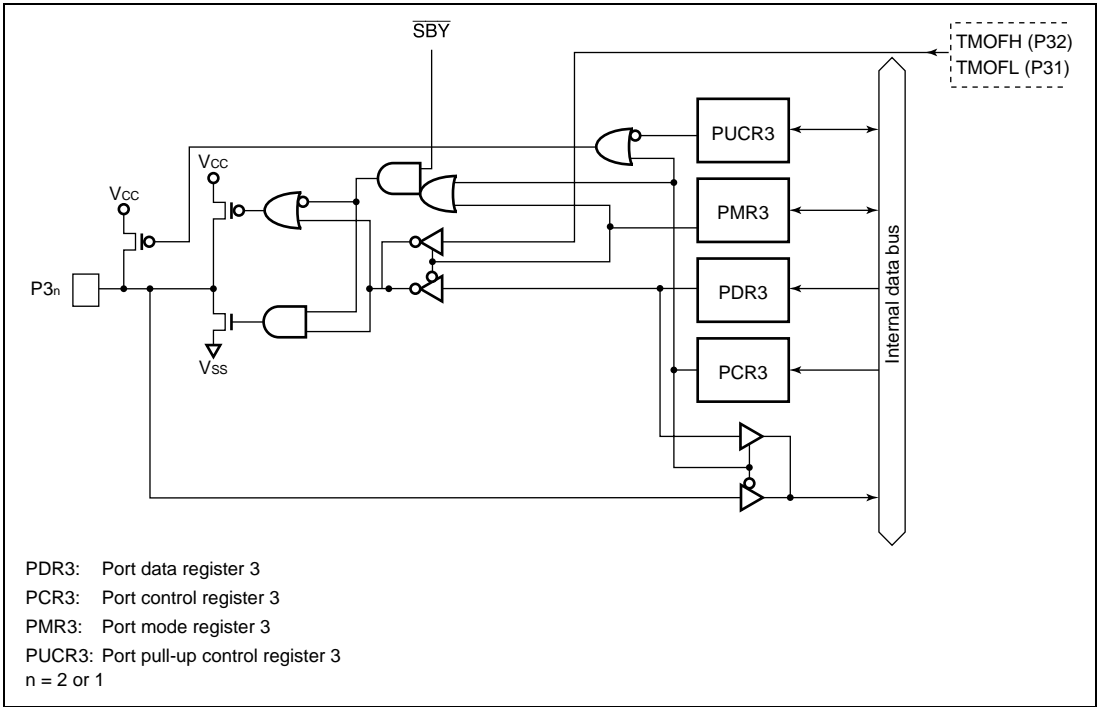 SBY
TMOFH (P32)
TMOFL (P31)
PUCR3
VCC
VCC
PMR3
Internal data bus
P3n
PDR3
VSS
PCR3
PDR3: Port data register 3
PCR3: Port control register 3
PMR3: Port mode register 3
PUCR3: Port pull-up control register 3
n = 2 or 1